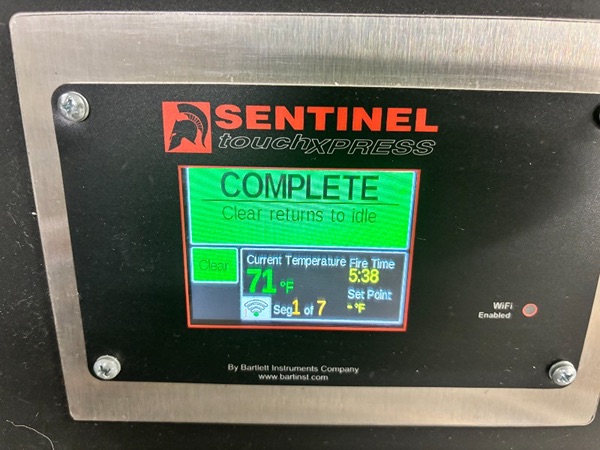 SENTINEL
touchXPRESS
COMPLETE
Clear returns to Idle
Clear
Current Temperature Fire Time
71 °F
5:38
Set Point
- °F
Seg 1 of 7
WiFi
Enabled
By Bartlett Instruments Company
www.bartinst.com